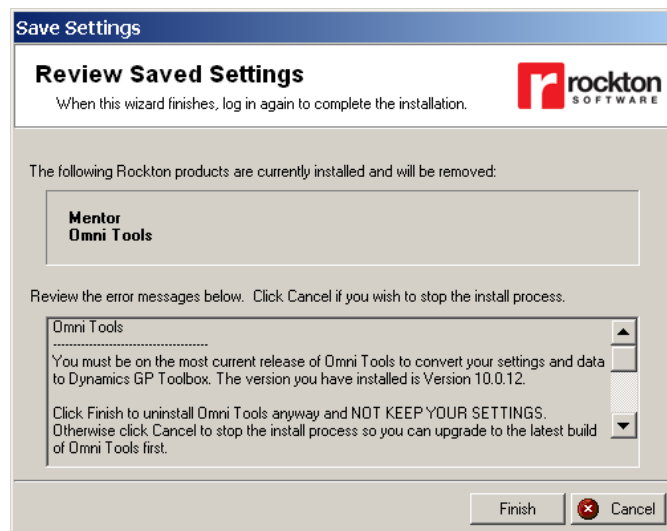 Save Settings
Review Saved Settings
When this wizard finishes, log in again to complete the installation.
r rockton
SOFTWARE
The following Rockton products are currently installed and will be removed:
Mentor
Omni Tools
Review the error messages below. Click Cancel if you wish to stop the install process.
Omni Tools
--------------------------------------
You must be on the most current release of Omni Tools to convert your settings and data
to Dynamics GP Toolbox. The version you have installed is Version 10.0.12.
Click Finish to uninstall Omni Tools anyway and NOT KEEP YOUR SETTINGS.
Otherwise click Cancel to stop the install process so you can upgrade to the latest build
of Omni Tools first.
Finish
Cancel